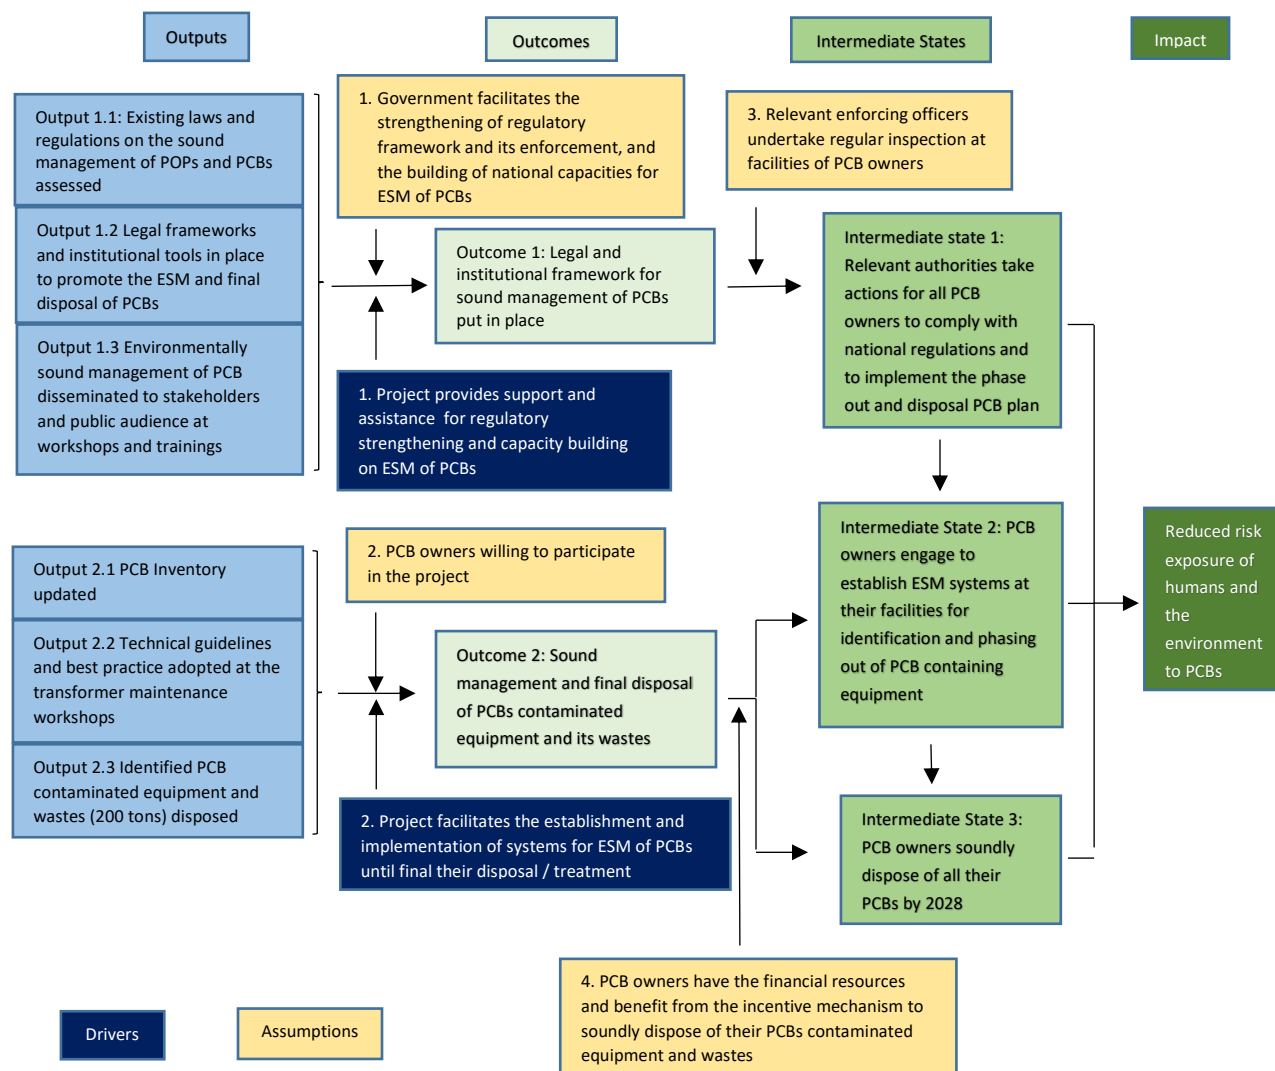 Outputs
Outcomes
Intermediate States
Impact
Output 1.1: Existing laws and
regulations on the sound
management of POPs and PCBs
assessed
Output 1.2 Legal frameworks
and institutional tools in place
to promote the ESM and final
disposal of PCBs
Output 1.3 Environmentally
sound management of PCB
disseminated to stakeholders
and public audience at
workshops and trainings
1. Government facilitates the
strengthening of regulatory
framework and its enforcement, and
the building of national capacities for
ESM of PCBs
Outcome 1: Legal and
institutional framework for
sound management of PCBs
put in place
1. Project provides support and
assistance for regulatory
strengthening and capacity building
on ESM of PCBs
3. Relevant enforcing officers
undertake regular inspection at
facilities of PCB owners
Intermediate state 1:
Relevant authorities take
actions for all PCB
owners to comply with
national regulations and
to implement the phase
out and disposal PCB plan
Output 2.1 PCB Inventory
updated
Output 2.2 Technical guidelines
and best practice adopted at the
transformer maintenance
workshops
Output 2.3 Identified PCB
contaminated equipment and
wastes (200 tons) disposed
2. PCB owners willing to participate
in the project
Outcome 2: Sound
management and final disposal
of PCBs contaminated
equipment and its wastes
2. Project facilitates the establishment and
implementation of systems for ESM of PCBs
until final their disposal / treatment
Intermediate State 2: PCB
owners engage to
establish ESM systems at
their facilities for
identification and phasing
out of PCB containing
equipment
Intermediate State 3:
PCB owners soundly
dispose of all their
PCBs by 2028
Reduced risk
exposure of
humans and
the
environment
to PCBs
4. PCB owners have the financial resources
and benefit from the incentive mechanism to
soundly dispose of their PCBs contaminated
equipment and wastes
Drivers
Assumptions